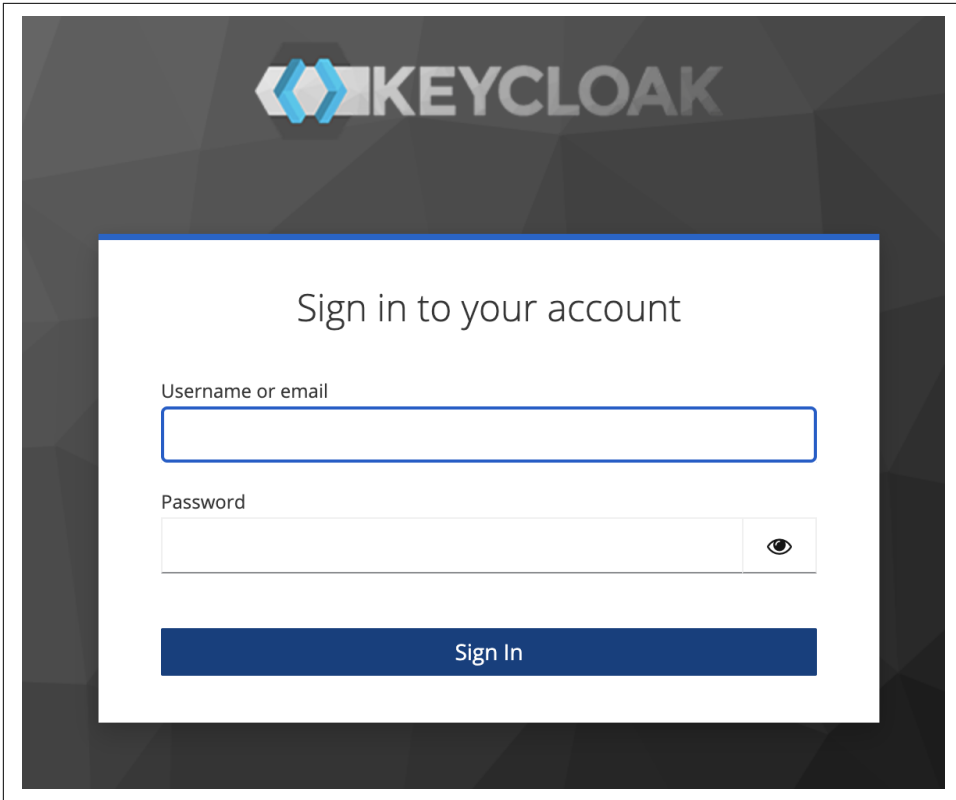 KEYCLOAK
Sign in to your account
Username or email
Password
Sign In